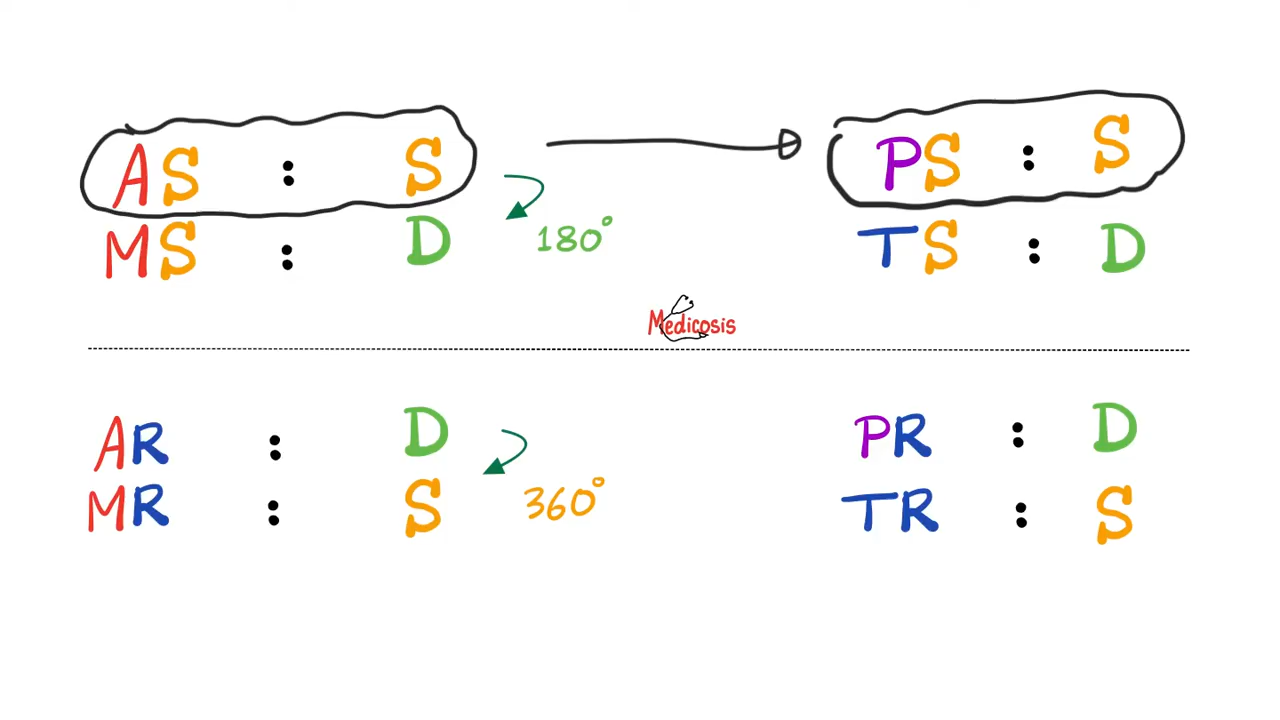 AS : S
PS : S
MS : D
180°
TS : D
Medicosis
AR : D
PR : D
MR : S
360°
TR : S